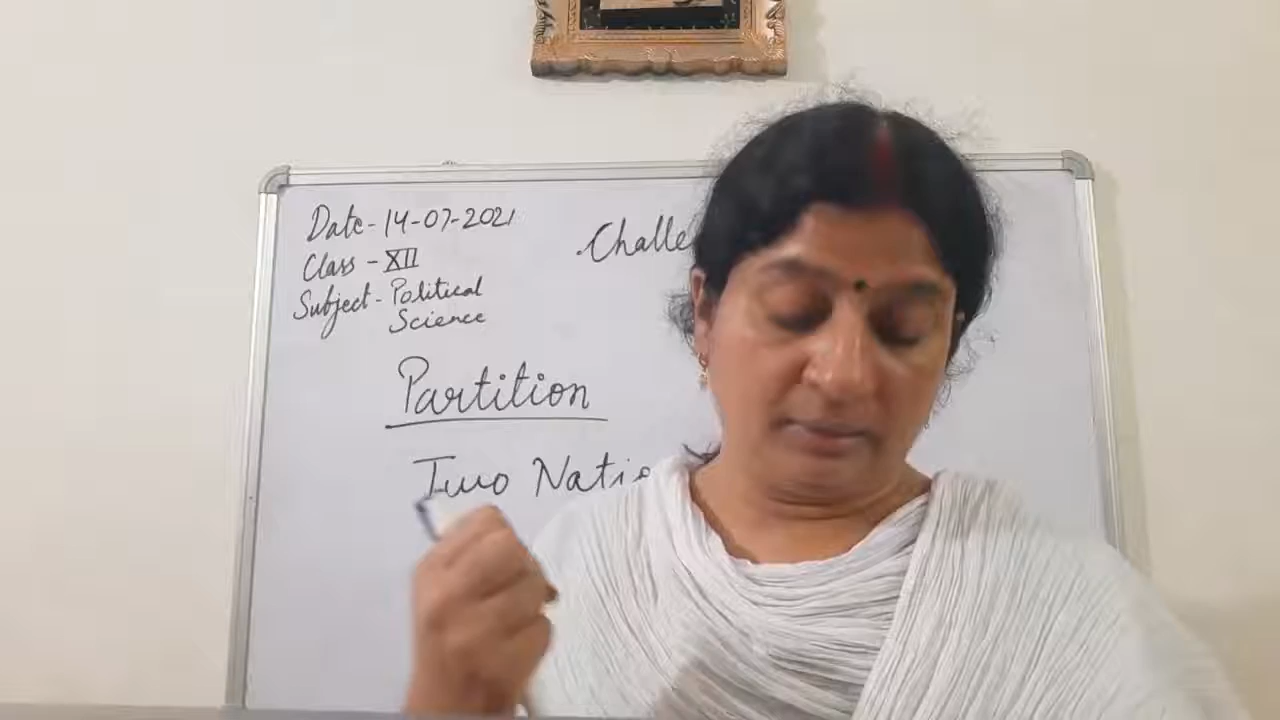 Date-14-07-2021
Class - XII
Subject- Political
Science
Challe
Partition
Two Natio